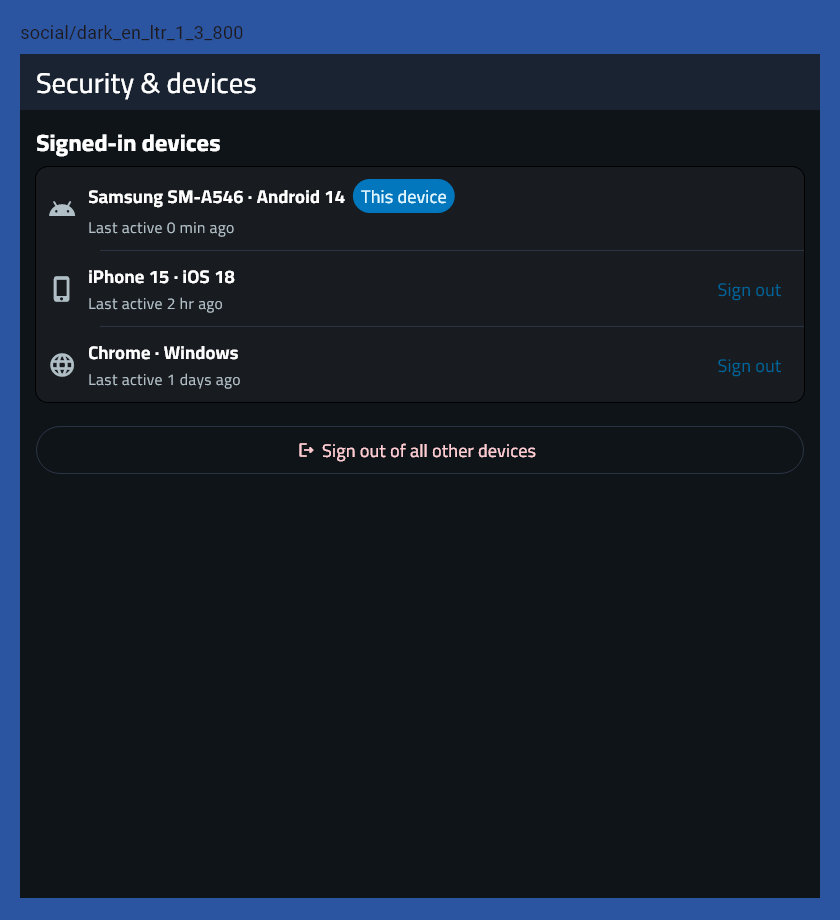 social/dark_en_ltr_1_3_800
Security & devices
Signed-in devices
Samsung SM-A546 · Android 14 This device
Last active 0 min ago
iPhone 15 · iOS 18
Last active 2 hr ago
Sign out
Chrome · Windows
Last active 1 days ago
Sign out
Sign out of all other devices